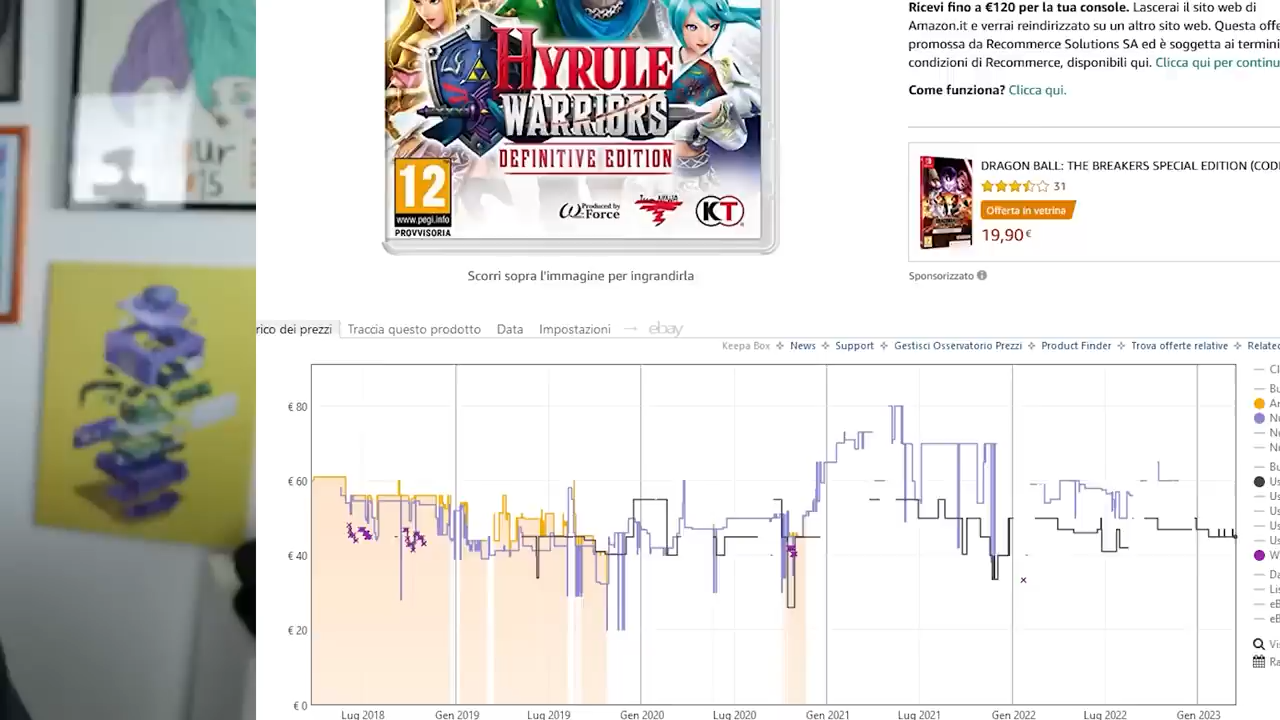 Ricevi fino a €120 per la tua console. Lascerai il sito web di
Amazon.it e verrai reindirizzato su un altro sito web. Questa offe
promossa da Recommerce Solutions SA ed è soggetta ai termini
condizioni di Recommerce, disponibili qui. Clicca qui per continu
Come funziona? Clicca qui.
HYRULE
WARRIORS
DEFINITIVE EDITION
12
www.pegi.info
PROVVISORIA
Produced by
ω-Force
KT
DRAGON BALL: THE BREAKERS SPECIAL EDITION (CODI
31
Offerta in vetrina
19,90€
Sponsorizzato
Scorri sopra l'immagine per ingrandirla
rico dei prezzi
Traccia questo prodotto
Data
Impostazioni
→
ebay
Keepa Box
News
Support
Gestisci Osservatorio Prezzi
Product Finder
Trova offerte relative
Related
€ 80
€ 60
€ 40
€ 20
€ 0
Lug 2018
Gen 2019
Lug 2019
Gen 2020
Lug 2020
Gen 2021
Lug 2021
Gen 2022
Lug 2022
Gen 2023